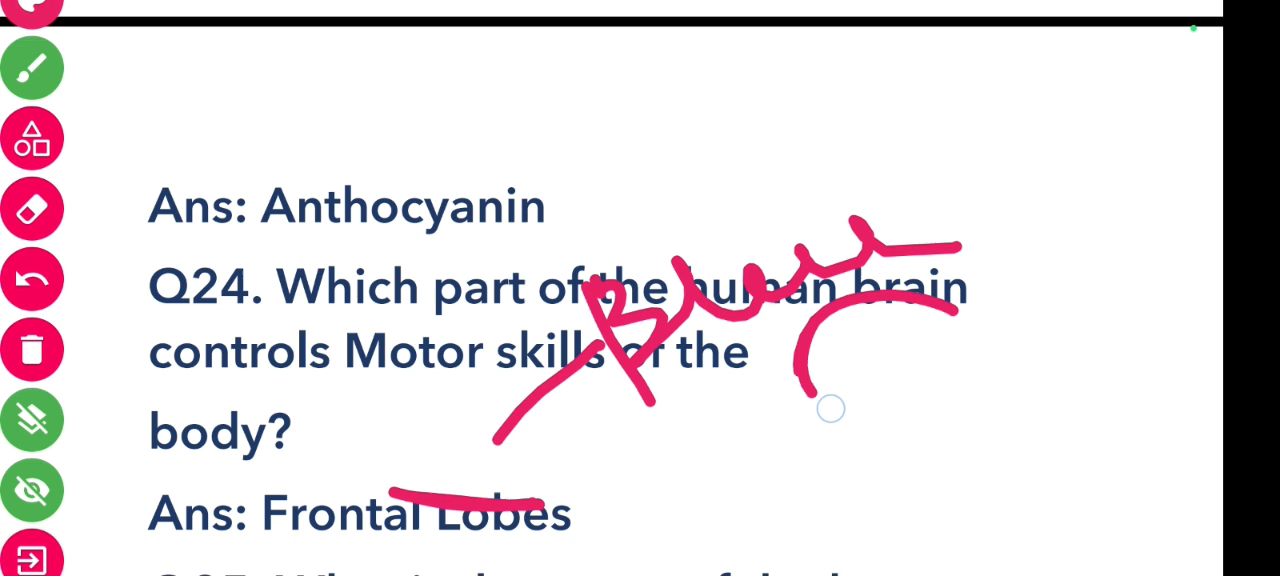 Ans: Anthocyanin
Q24. Which part of the human brain
controls Motor skills of the
body?
Ans: Frontal Lobes